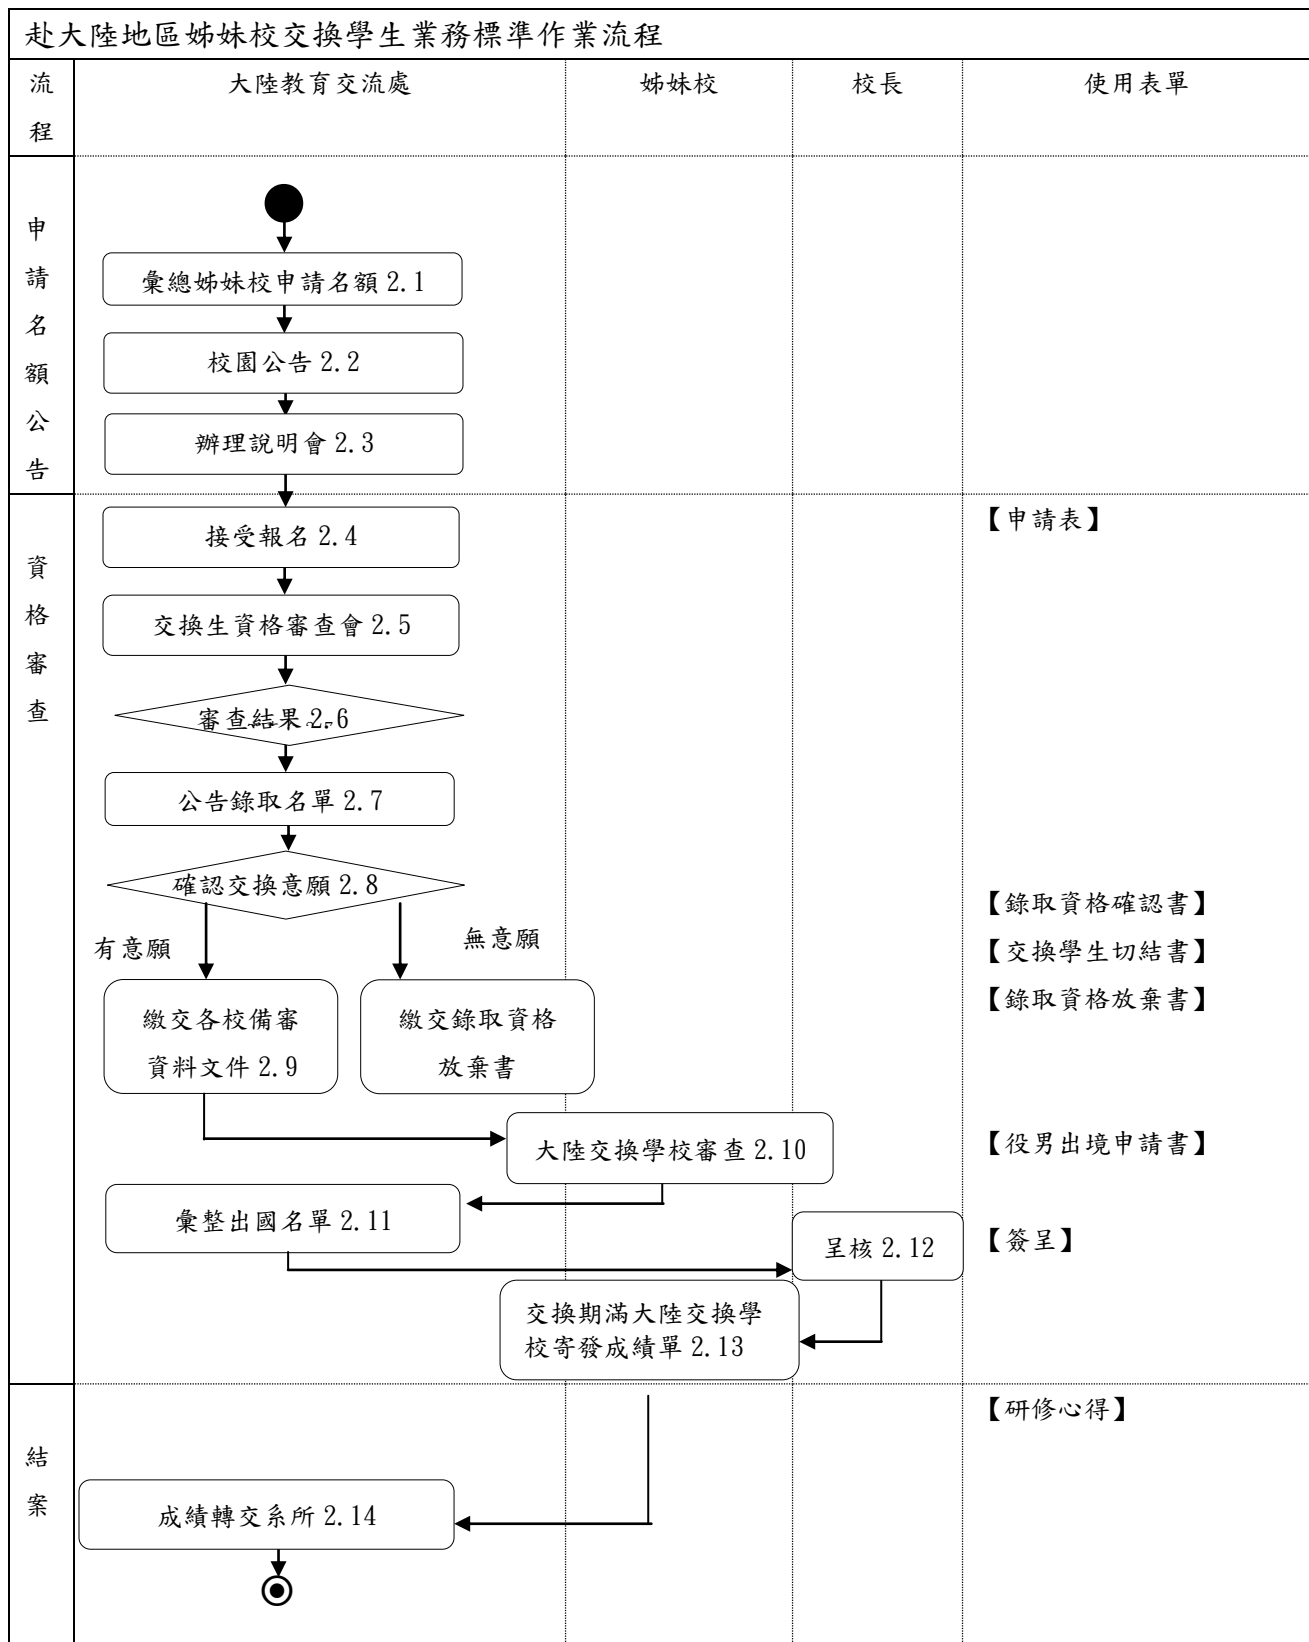 赴大陸地區姊妹校交換學生業務標準作業流程
流程
大陸教育交流處
姊妹校
校長
使用表單
申請名額公告
彙總姊妹校申請名額 2.1
校園公告 2.2
辦理說明會 2.3
資格審查
接受報名 2.4
【申請表】
交換生資格審查會 2.5
審查結果 2.6
公告錄取名單 2.7
確認交換意願 2.8
【錄取資格確認書】
有意願
無意願
【交換學生切結書】
【錄取資格放棄書】
繳交各校備審
資料文件 2.9
繳交錄取資格
放棄書
大陸交換學校審查 2.10
【役男出境申請書】
彙整出國名單 2.11
呈核 2.12
【簽呈】
交換期滿大陸交換學
校寄發成績單 2.13
結案
【研修心得】
成績轉交系所 2.14